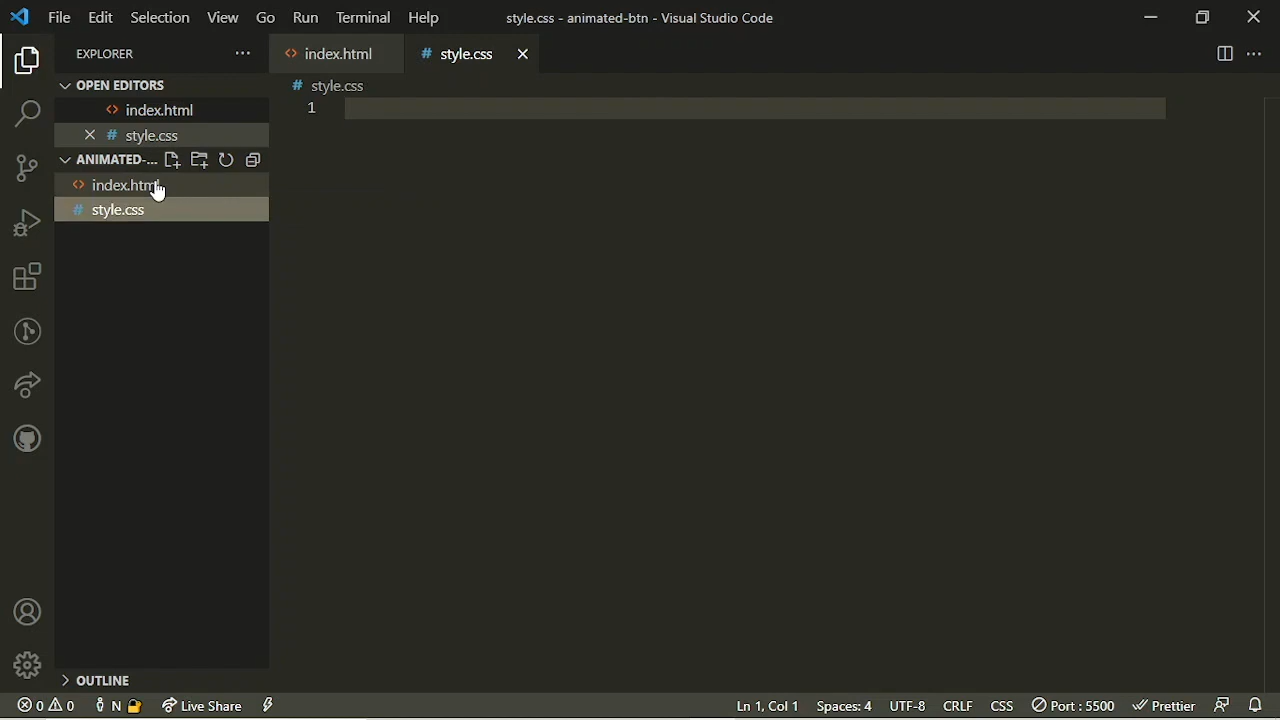 File Edit Selection View Go Run Terminal Help style.css - animated-btn - Visual Studio Code
EXPLORER ··· index.html # style.css
OPEN EDITORS
# style.css
index.html
1
# style.css
ANIMATED-...
index.html
# style.css
OUTLINE
0 0 N Live Share Ln 1, Col 1 Spaces: 4 UTF-8 CRLF CSS Port : 5500 Prettier